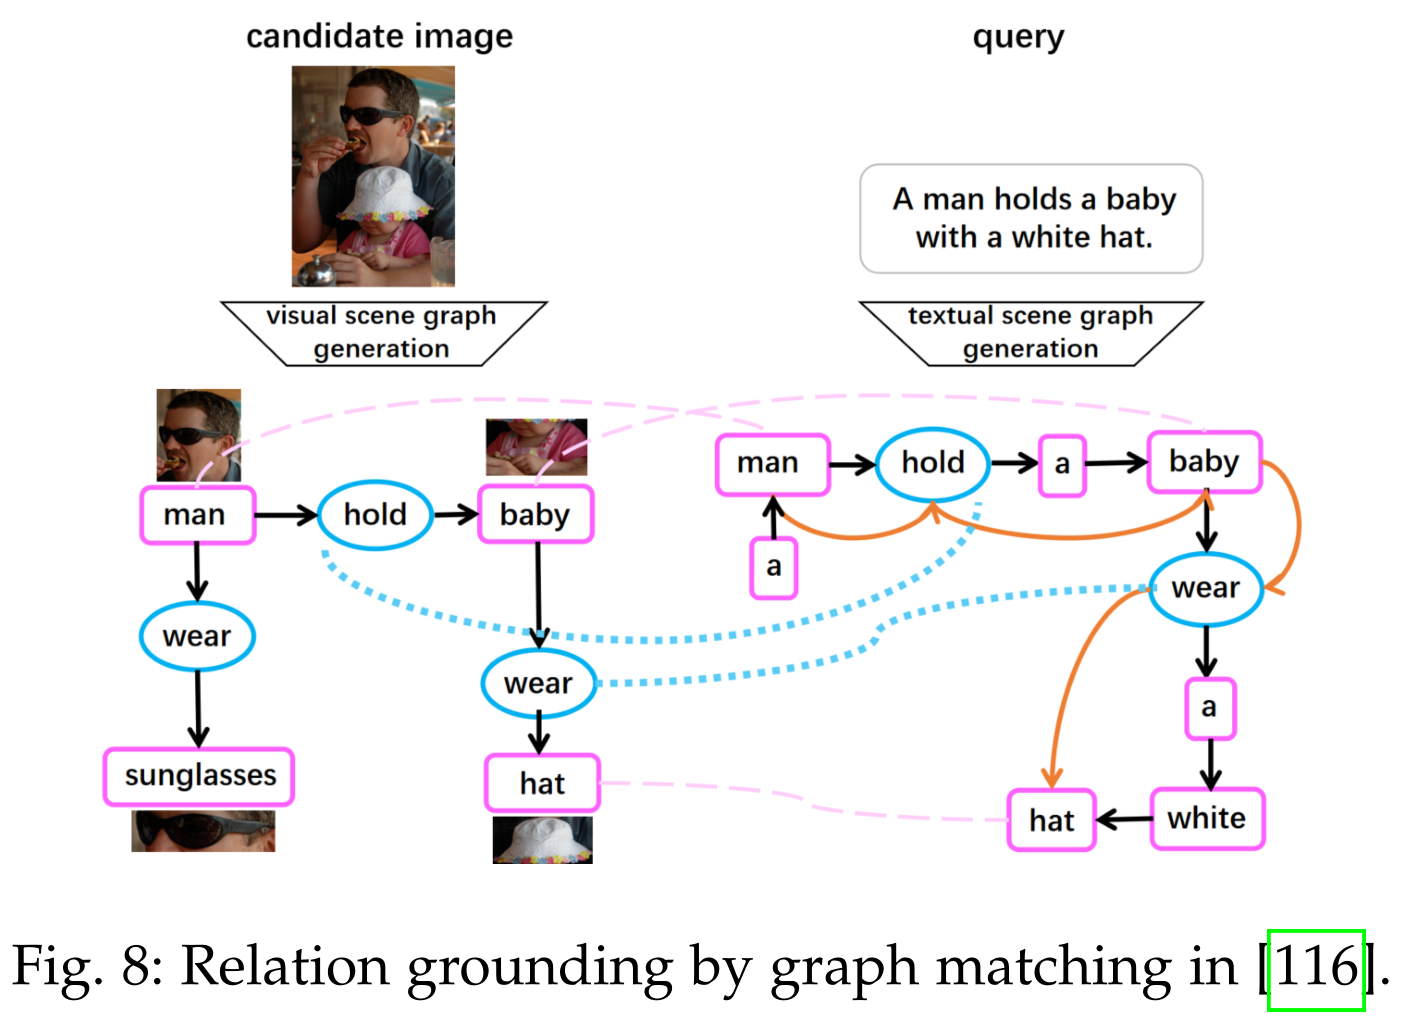 candidate image
query
A man holds a baby
with a white hat.
visual scene graph
generation
textual scene graph
generation
man
hold
baby
wear
sunglasses
wear
hat
man
hold
a
baby
a
wear
a
hat
white
Fig. 8: Relation grounding by graph matching in [116].